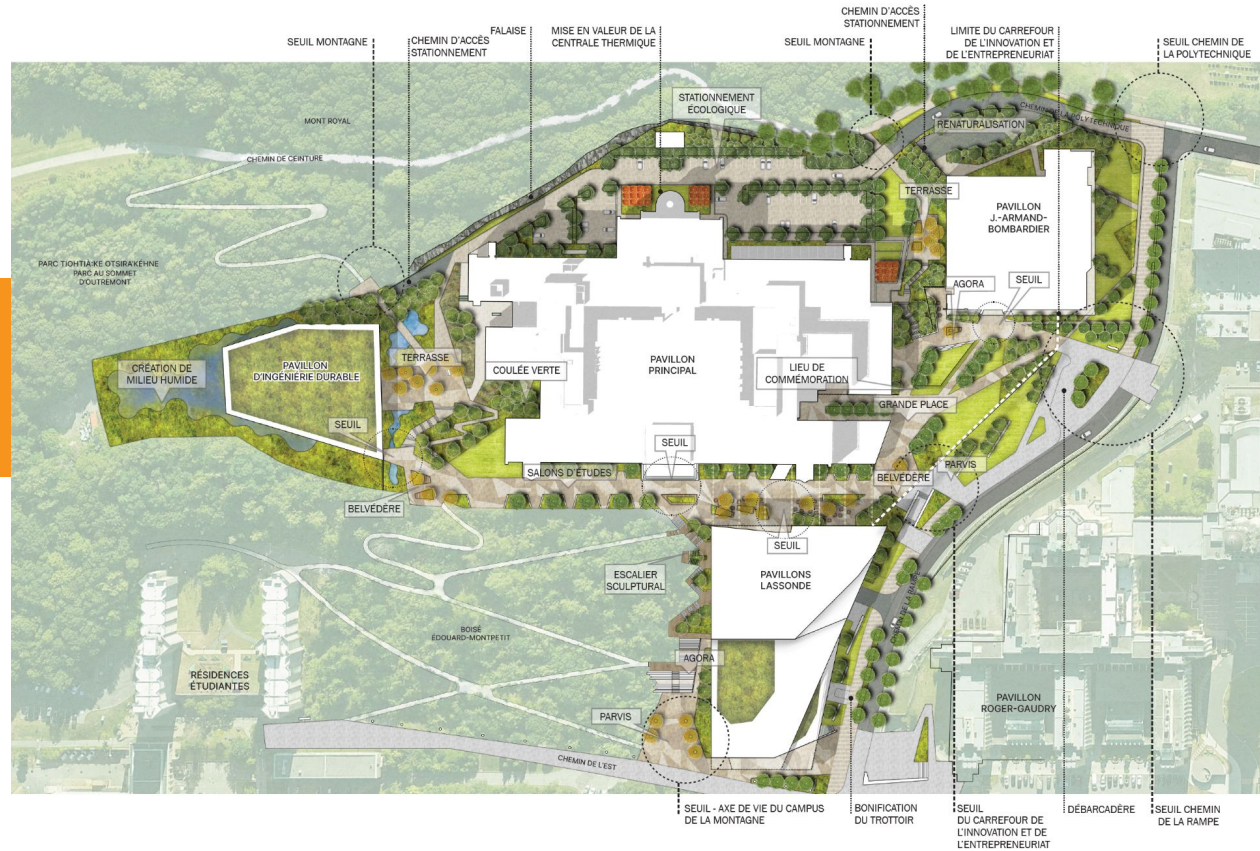 CHEMIN D'ACCÈS
STATIONNEMENT
SEUIL MONTAGNE
CHEMIN D'ACCÈS
STATIONNEMENT
FALAISE
MISE EN VALEUR DE LA
CENTRALE THERMIQUE
SEUIL MONTAGNE
LIMITE DU CARREFOUR
DE L'INNOVATION ET
DE L'ENTREPRENEURIAT
SEUIL CHEMIN DE
LA POLYTECHNIQUE
STATIONNEMENT
ÉCOLOGIQUE
CHEMIN DE LA POLYTECHNIQUE
RENATURALISATION
MONT ROYAL
CHEMIN DE CEINTURE
TERRASSE
PAVILLON
J.-ARMAND-
BOMBARDIER
PARC TIOHTIÀ:KE OTSIRA'KÉHNE
PARC AU SOMMET
D'OUTREMONT
AGORA
SEUIL
CRÉATION DE
MILIEU HUMIDE
PAVILLON
D'INGÉNIERIE DURABLE
TERRASSE
COULÉE VERTE
PAVILLON
PRINCIPAL
LIEU DE
COMMÉMORATION
GRANDE PLACE
SEUIL
SEUIL
SALONS D'ÉTUDES
BELVÉDÈRE
PARVIS
BELVÉDÈRE
SEUIL
ESCALIER
SCULPTURAL
PAVILLONS
LASSONDE
BOISÉ
ÉDOUARD-MONTPETIT
AGORA
RÉSIDENCES
ÉTUDIANTES
PAVILLON
ROGER-GAUDRY
PARVIS
CHEMIN DE L'EST
SEUIL - AXE DE VIE DU CAMPUS
DE LA MONTAGNE
BONIFICATION
DU TROTTOIR
SEUIL
DU CARREFOUR DE
L'INNOVATION ET DE
L'ENTREPRENEURIAT
DÉBARCADÈRE
SEUIL CHEMIN
DE LA RAMPE